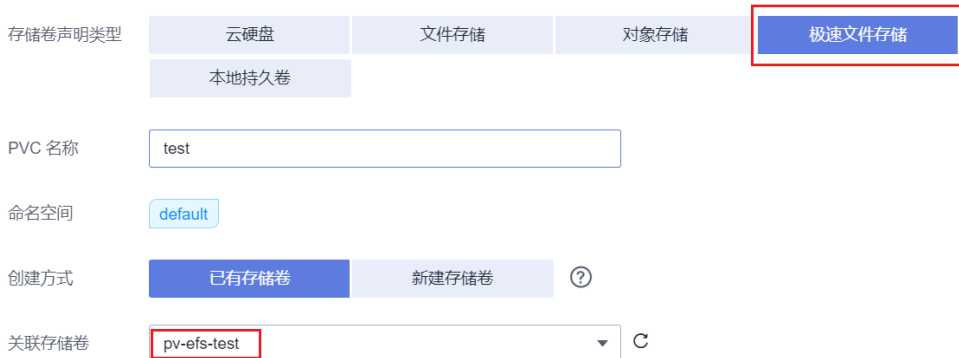 存储卷声明类型 云硬盘 文件存储 对象存储 极速文件存储
本地持久卷
PVC 名称 test
命名空间 default
创建方式 已有存储卷 新建存储卷 ?
关联存储卷 pv-efs-test